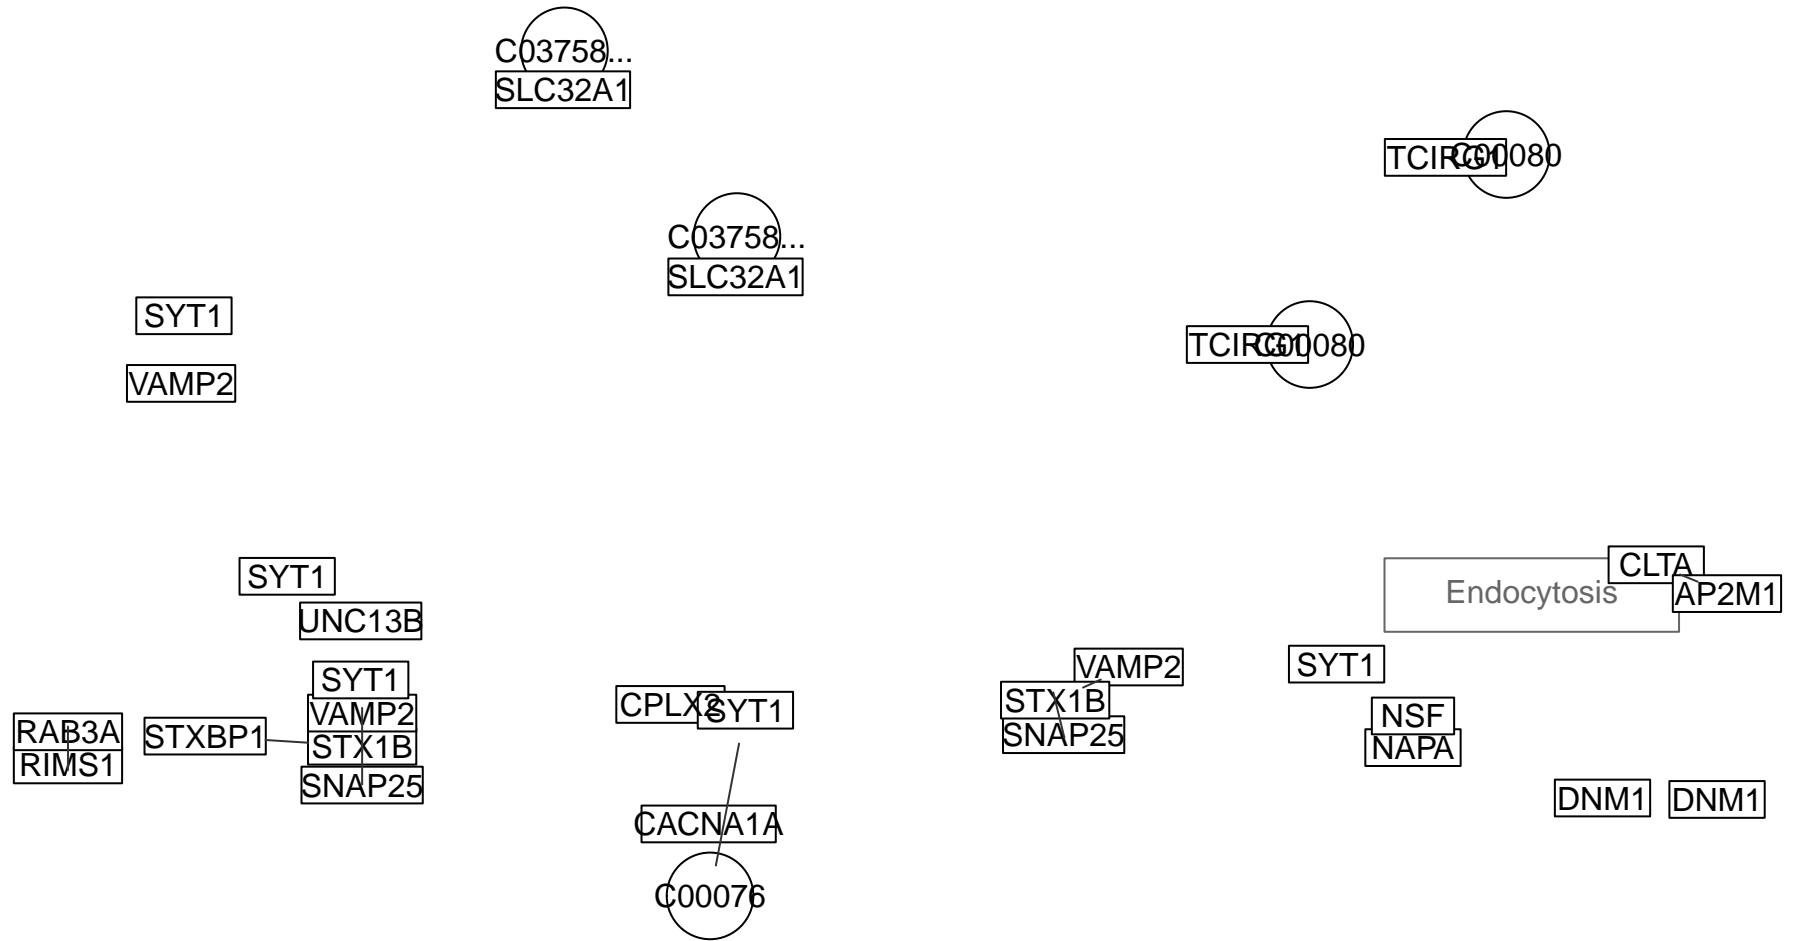 C03758...
SLC32A1
TCIRG1
C00080
C03758...
SLC32A1
SYT1
TCIRG1
C00080
VAMP2
SYT1
CLTA
Endocytosis
AP2M1
UNC13B
SYT1
VAMP2
SYT1
CPLX2
SYT1
STX1B
VAMP2
NSF
RAB3A
STXBP1
STX1B
SNAP25
NAPA
RIMS1
SNAP25
DNM1
DNM1
CACNA1A
C00076